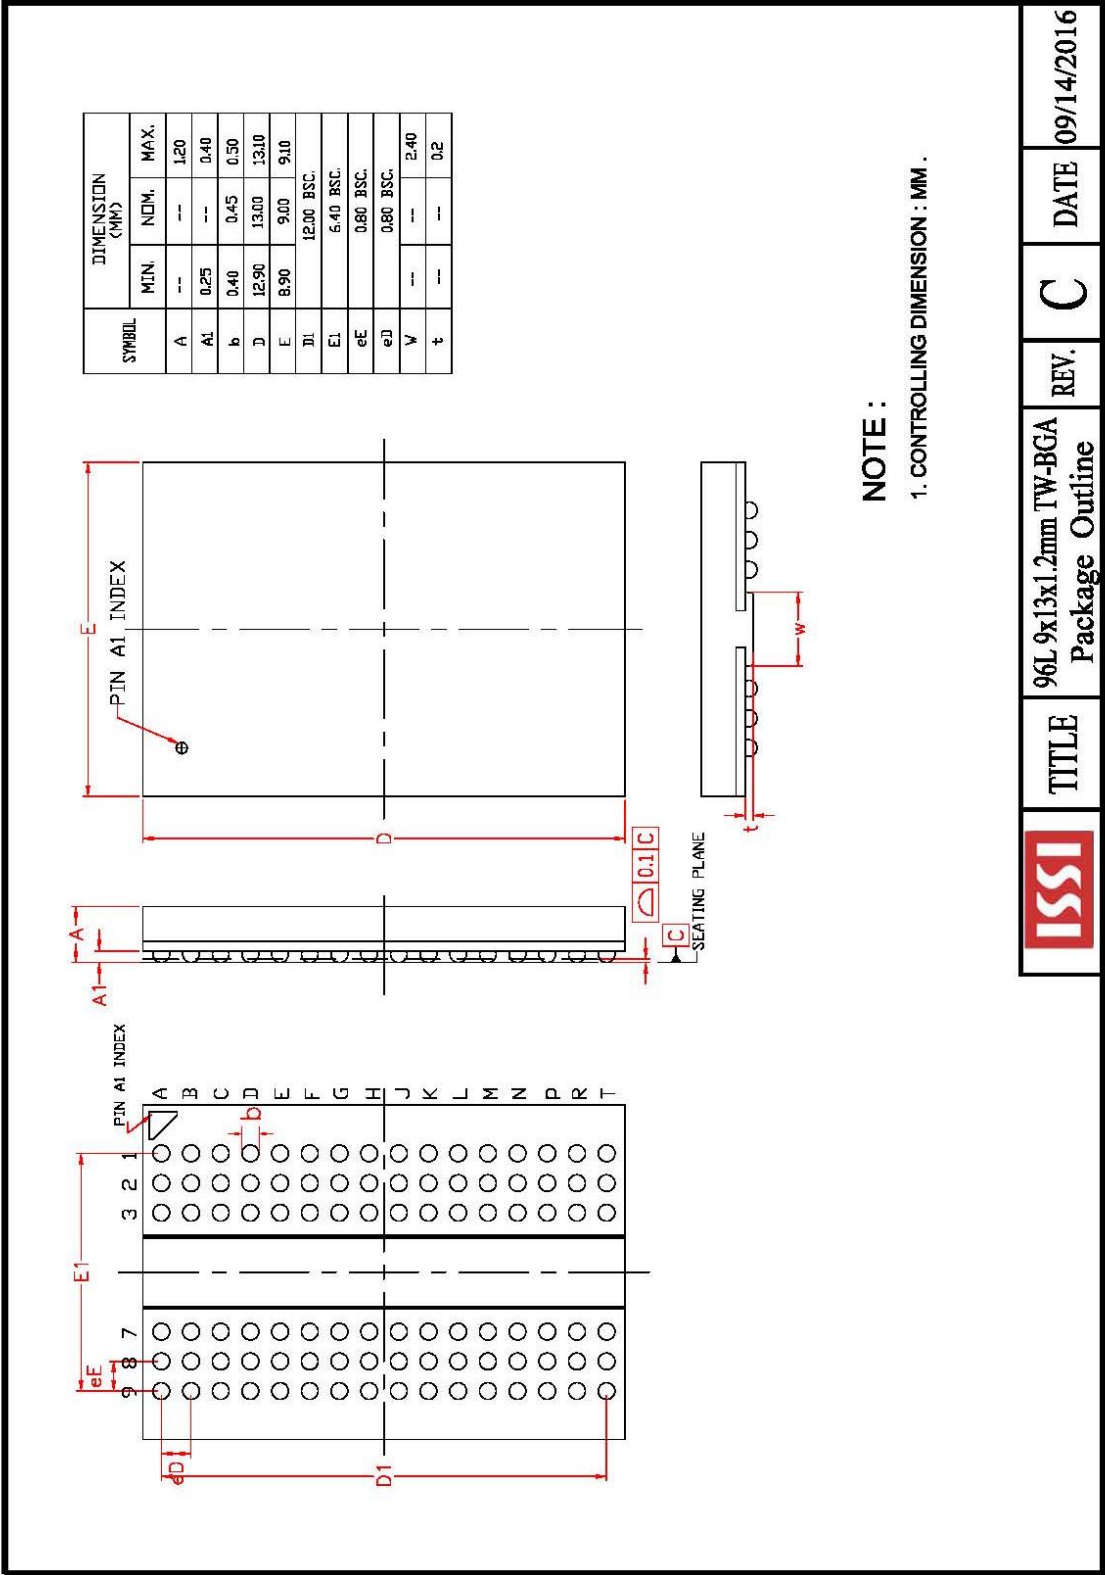 SYMBOL DIMENSION
(MM)
MIN. NOM. MAX.
A -- -- 1.20
A1 0.25 -- 0.40
b 0.40 0.45 0.50
D 12.90 13.00 13.10
E 8.90 9.00 9.10
D1 12.00 BSC.
E1 6.40 BSC.
eE 0.80 BSC.
eD 0.80 BSC.
W -- -- 2.40
t -- -- 0.2
E1
eE
9 8 7 3 2 1
PIN A1 INDEX
A
B
C
D
E
F
G
H
J
K
L
M
N
P
R
T
b
eD
D1
A
A1
0.1 C
C
SEATING PLANE
E
PIN A1 INDEX
D
t
w
NOTE :
1. CONTROLLING DIMENSION : MM .
ISSI
TITLE
96L 9x13x1.2mm TW-BGA
Package Outline
REV.
C
DATE
09/14/2016